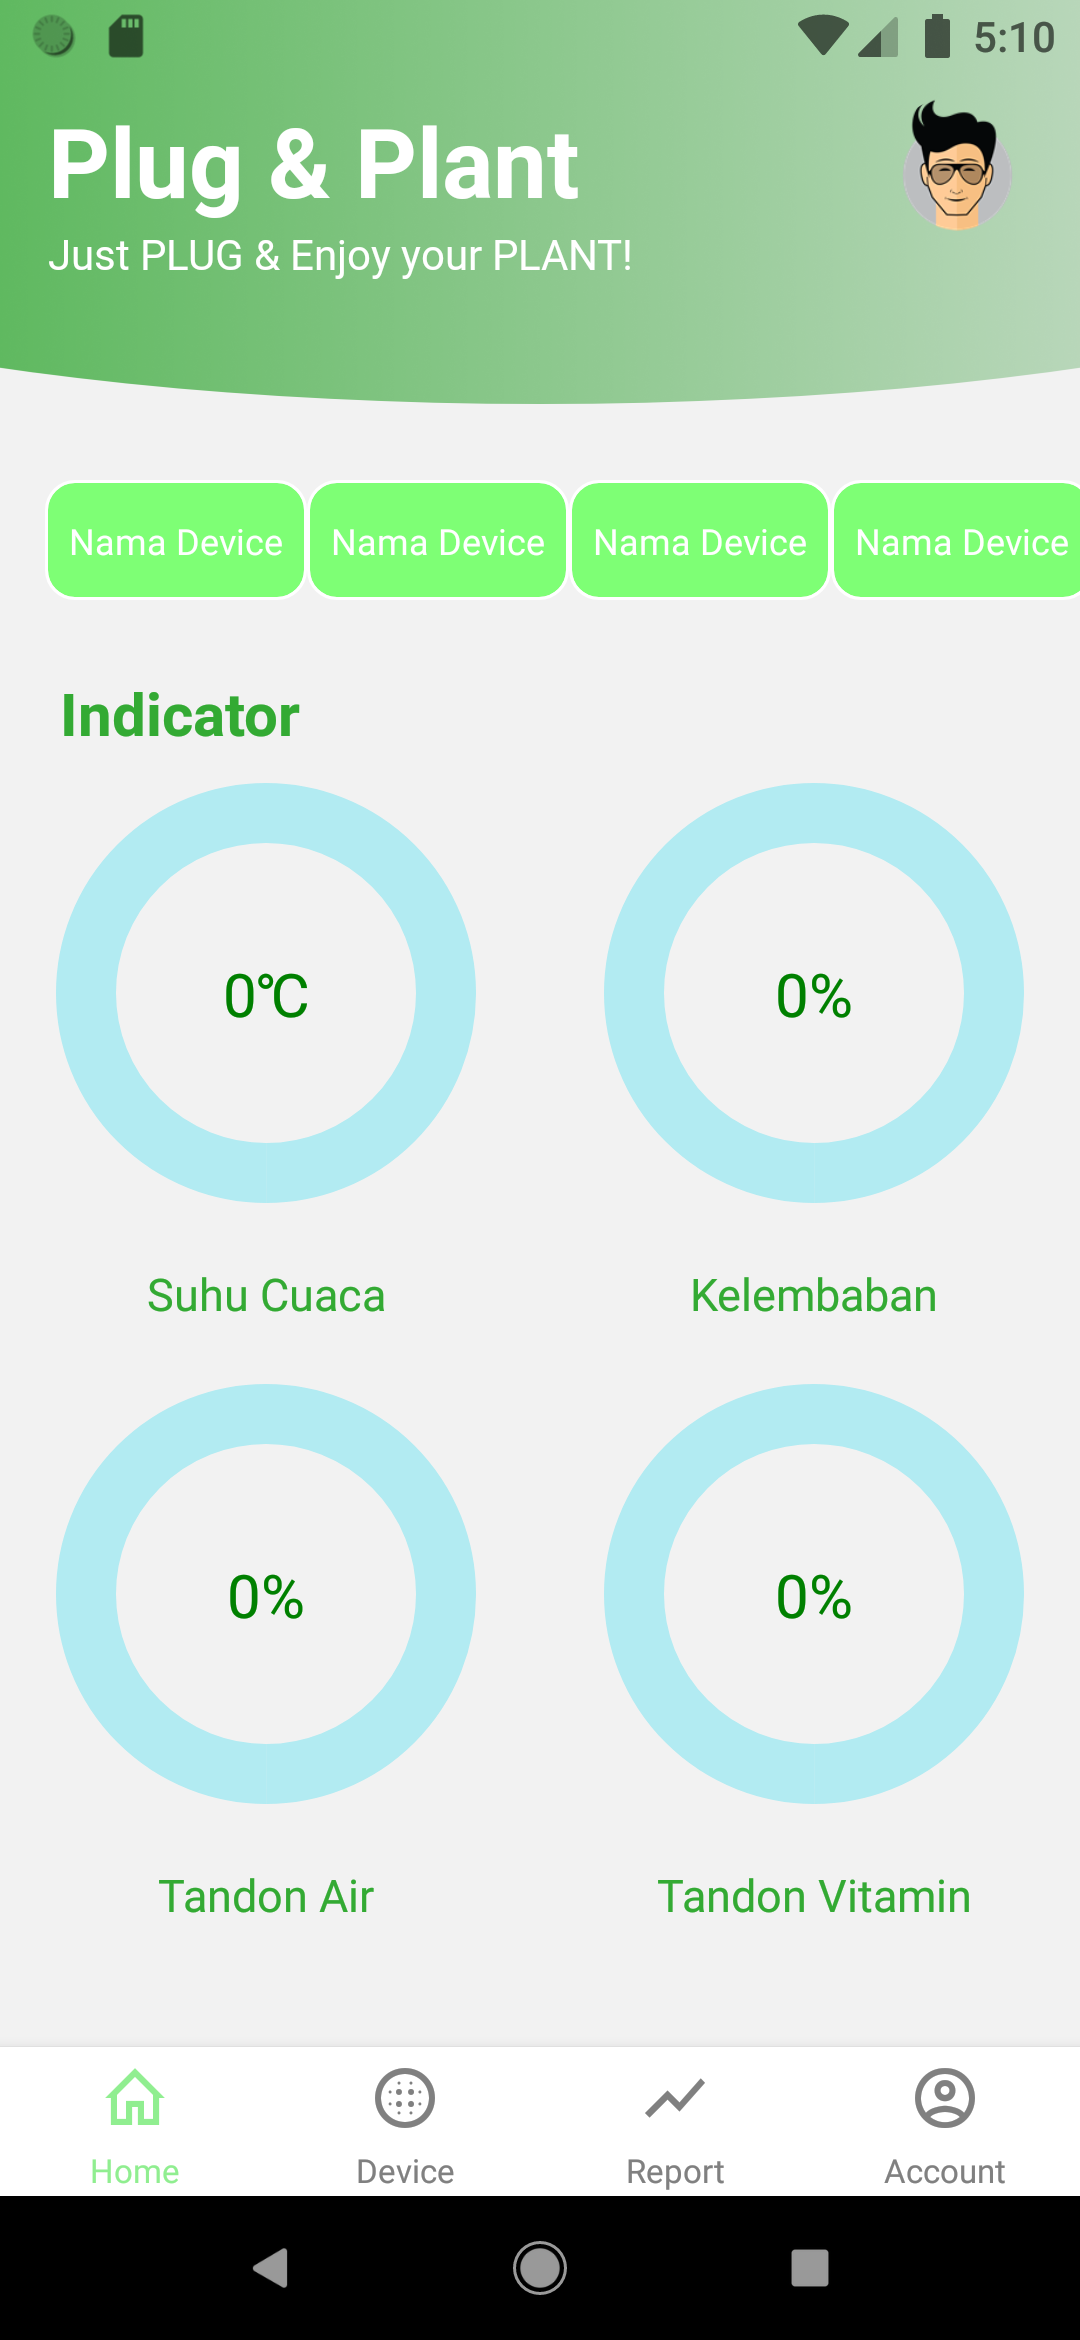 5:10
Plug & Plant
Just PLUG & Enjoy your PLANT!
Nama Device Nama Device Nama Device Nama Device
Indicator
0℃ 0%
Suhu Cuaca Kelembaban
0% 0%
Tandon Air Tandon Vitamin
Home Device Report Account